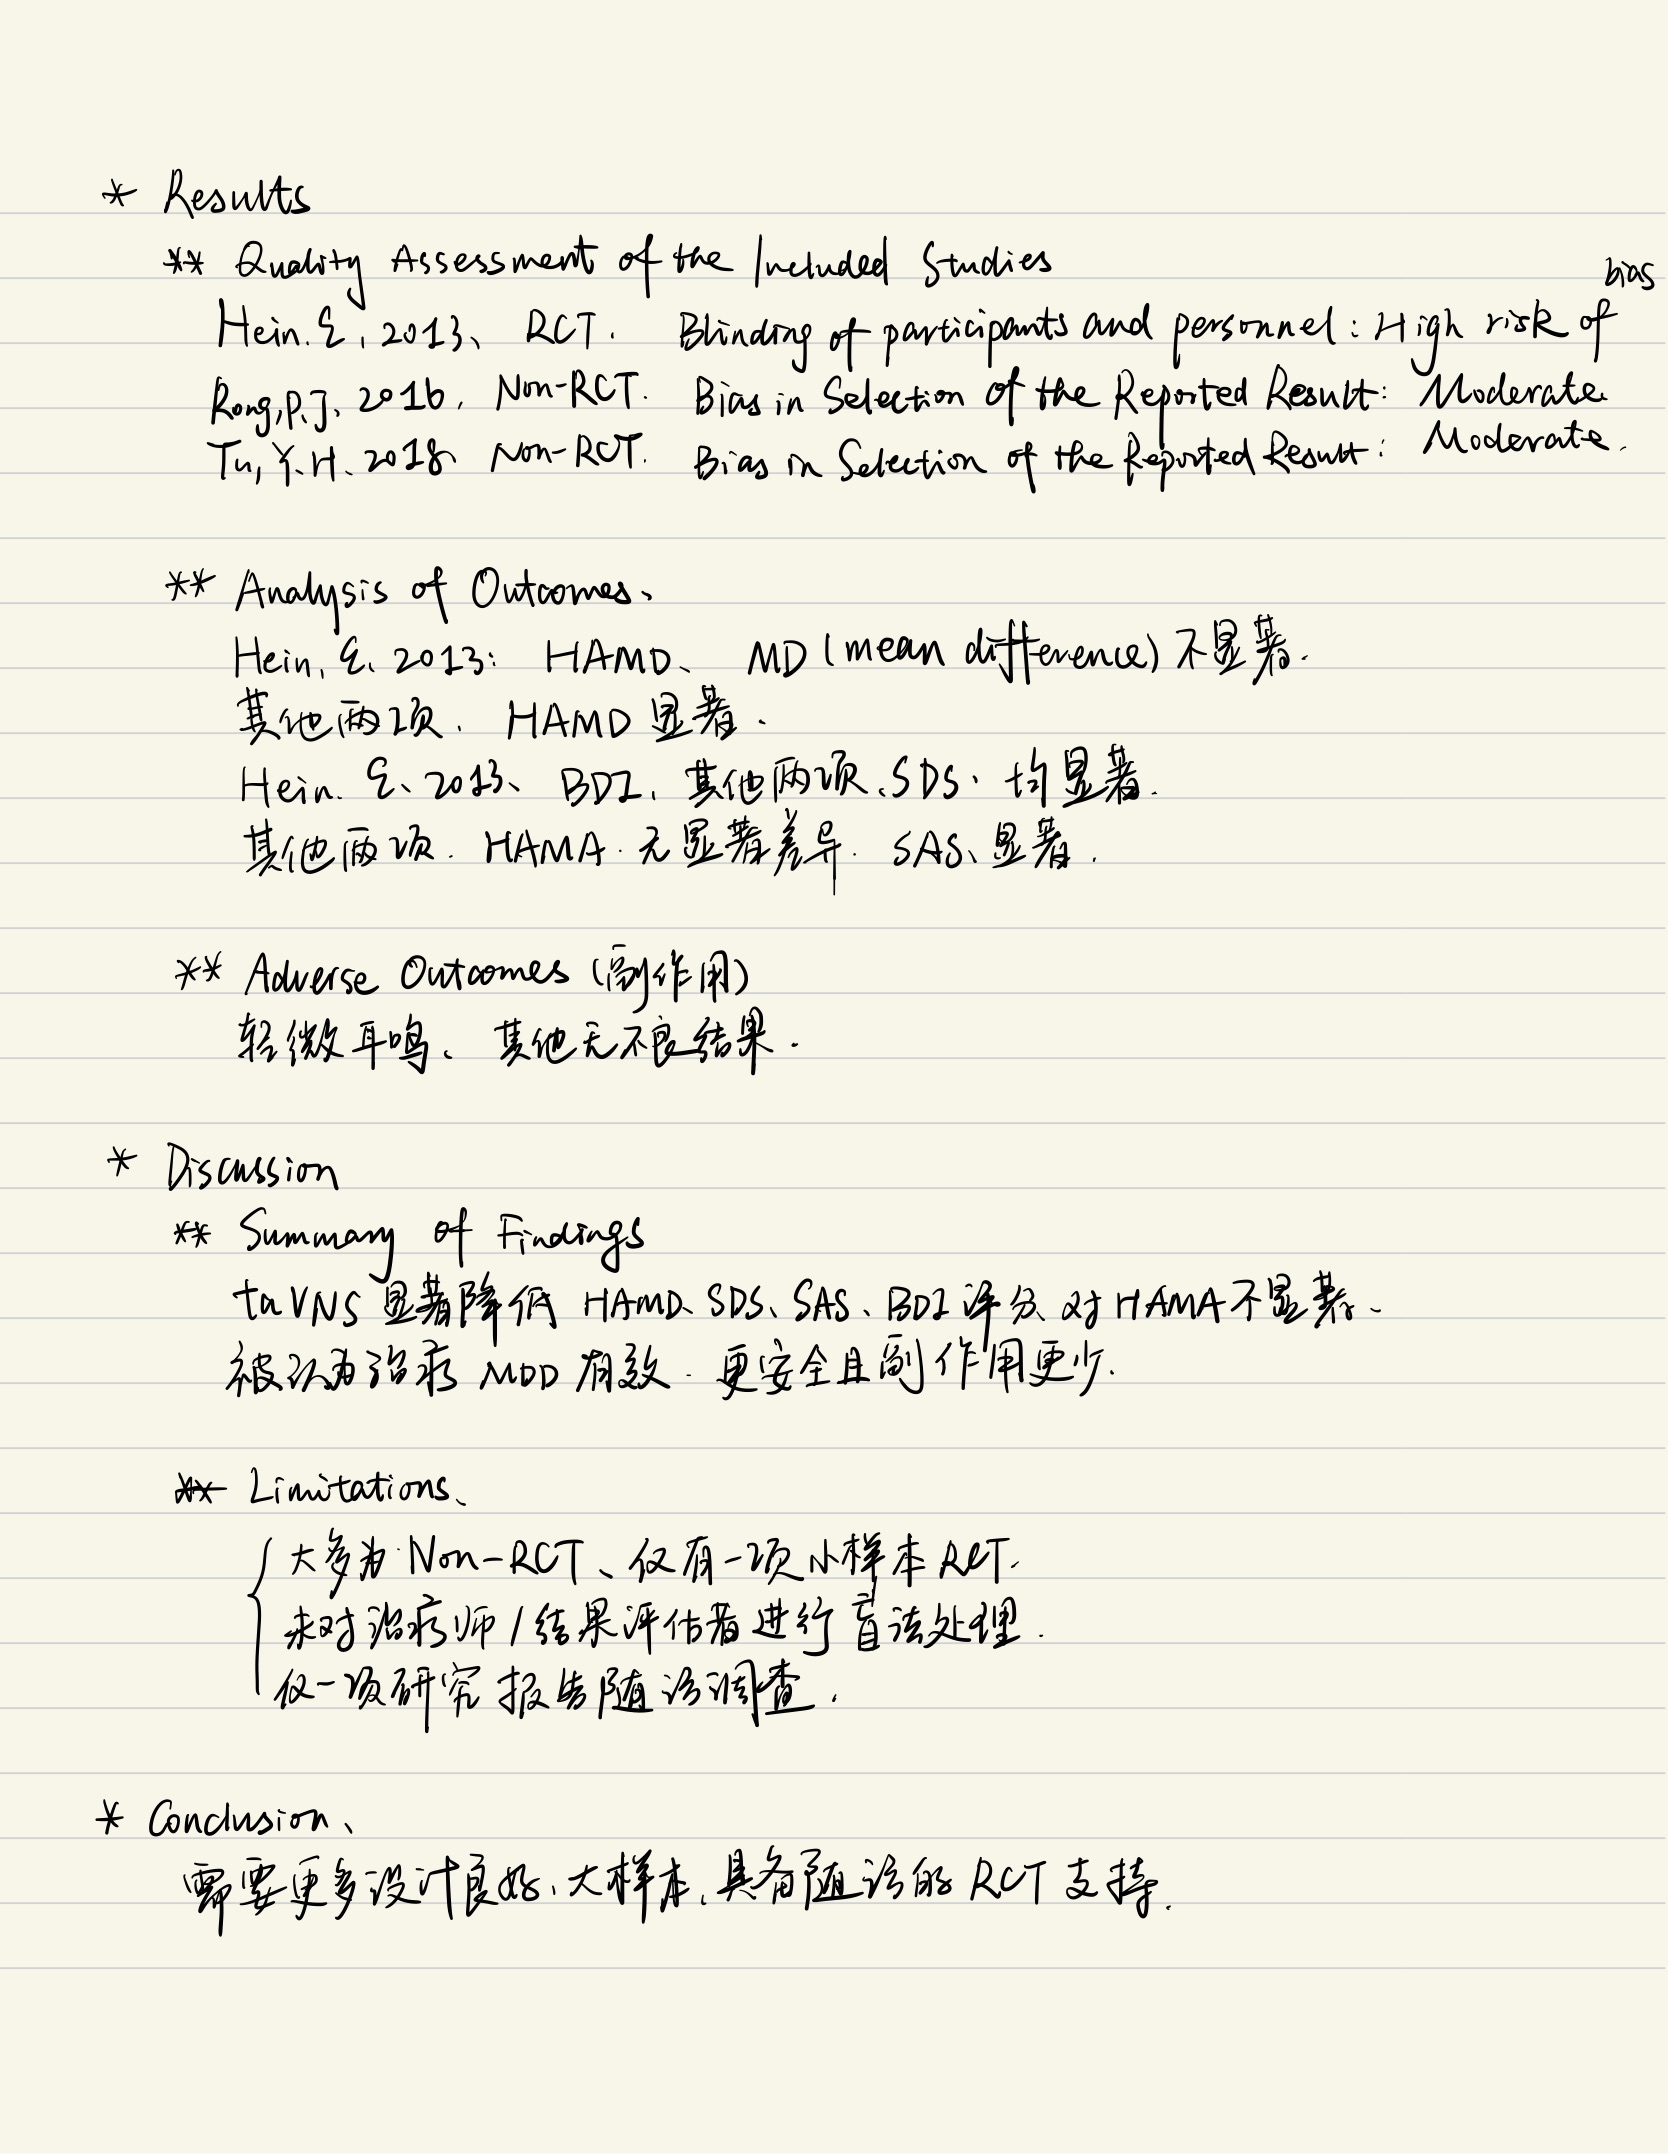 * Results
** Quality Assessment of the Included Studies
Hein. E, 2013、 RCT. Blinding of participants and personnel: High risk of bias
Rong, P.J, 2016, Non-RCT. Bias in Selection of the Reported Result: Moderate.
Tu, Y.H. 2018、 Non-RCT. Bias in Selection of the Reported Result: Moderate.
** Analysis of Outcomes、
Hein, E, 2013: HAMD、 MD (mean difference) 不显著.
其他两项. HAMD 显著.
Hein. E、2013、 BDI, 其他两项、SDS、均显著.
其他两项. HAMA. 无显著差异. SAS、显著.
** Adverse Outcomes (副作用)
轻微耳鸣、其他无不良结果.
* Discussion
** Summary of Findings
taVNS 显著降低 HAMD、SDS、SAS、BDI 评分、对 HAMA 不显著、
被认为治疗 MDD 有效. 更安全且副作用更少.
** Limitations、
大多为 Non-RCT、仅有一项小样本 RCT.
未对治疗师/结果评估者进行盲法处理.
仅一项研究报告随访调查.
* Conclusion、
需要更多设计良好、大样本、具备随访的 RCT 支持.